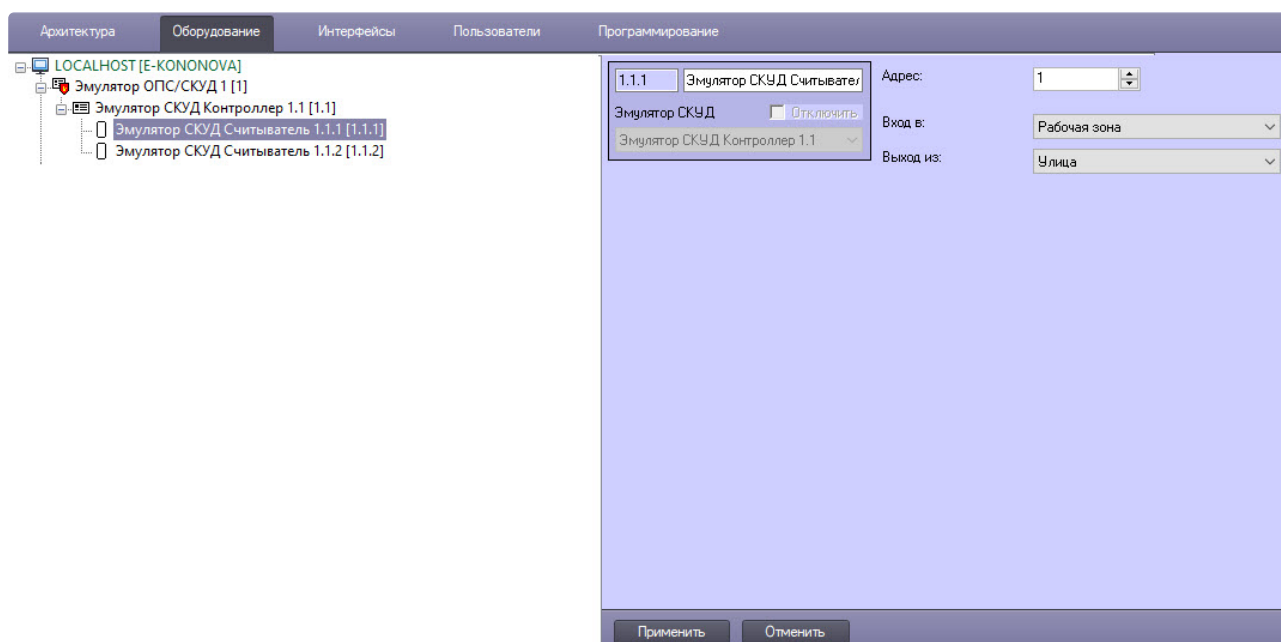 Архитектура Оборудование Интерфейсы Пользователи Программирование
LOCALHOST [E-KONONOVA]
Эмулятор ОПС/СКУД 1 [1]
Эмулятор СКУД Контроллер 1.1 [1.1]
Эмулятор СКУД Считыватель 1.1.1 [1.1.1]
Эмулятор СКУД Считыватель 1.1.2 [1.1.2]
1.1.1 Эмулятор СКУД Считывател
Эмулятор СКУД Отключить
Эмулятор СКУД Контроллер 1.1
Адрес: 1
Вход в: Рабочая зона
Выход из: Улица
Применить Отменить